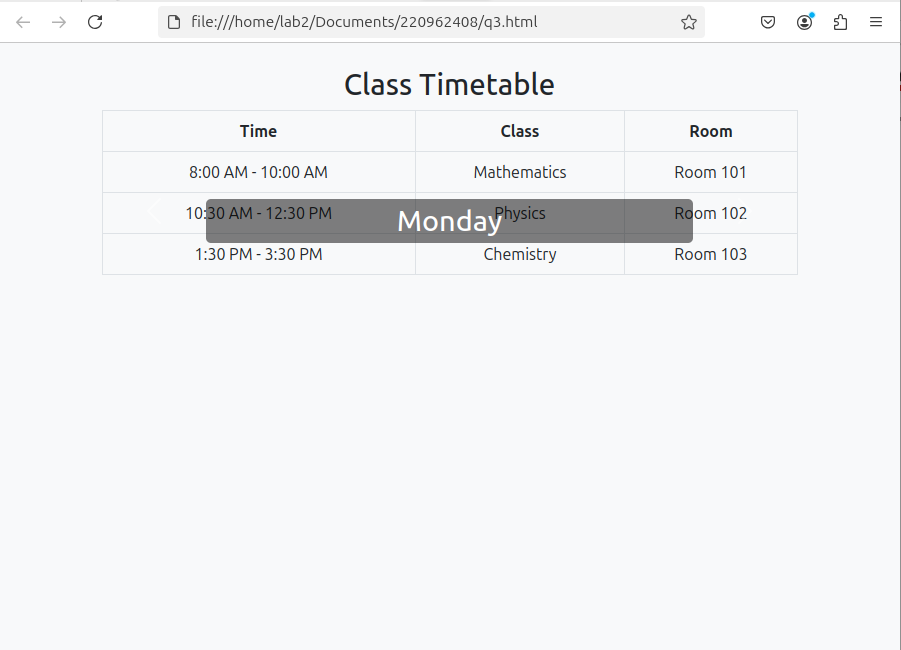 file:///home/lab2/Documents/220962408/q3.html
Class Timetable
Time Class Room
8:00 AM - 10:00 AM Mathematics Room 101
10:30 AM - 12:30 PM Physics Room 102
Monday
1:30 PM - 3:30 PM Chemistry Room 103